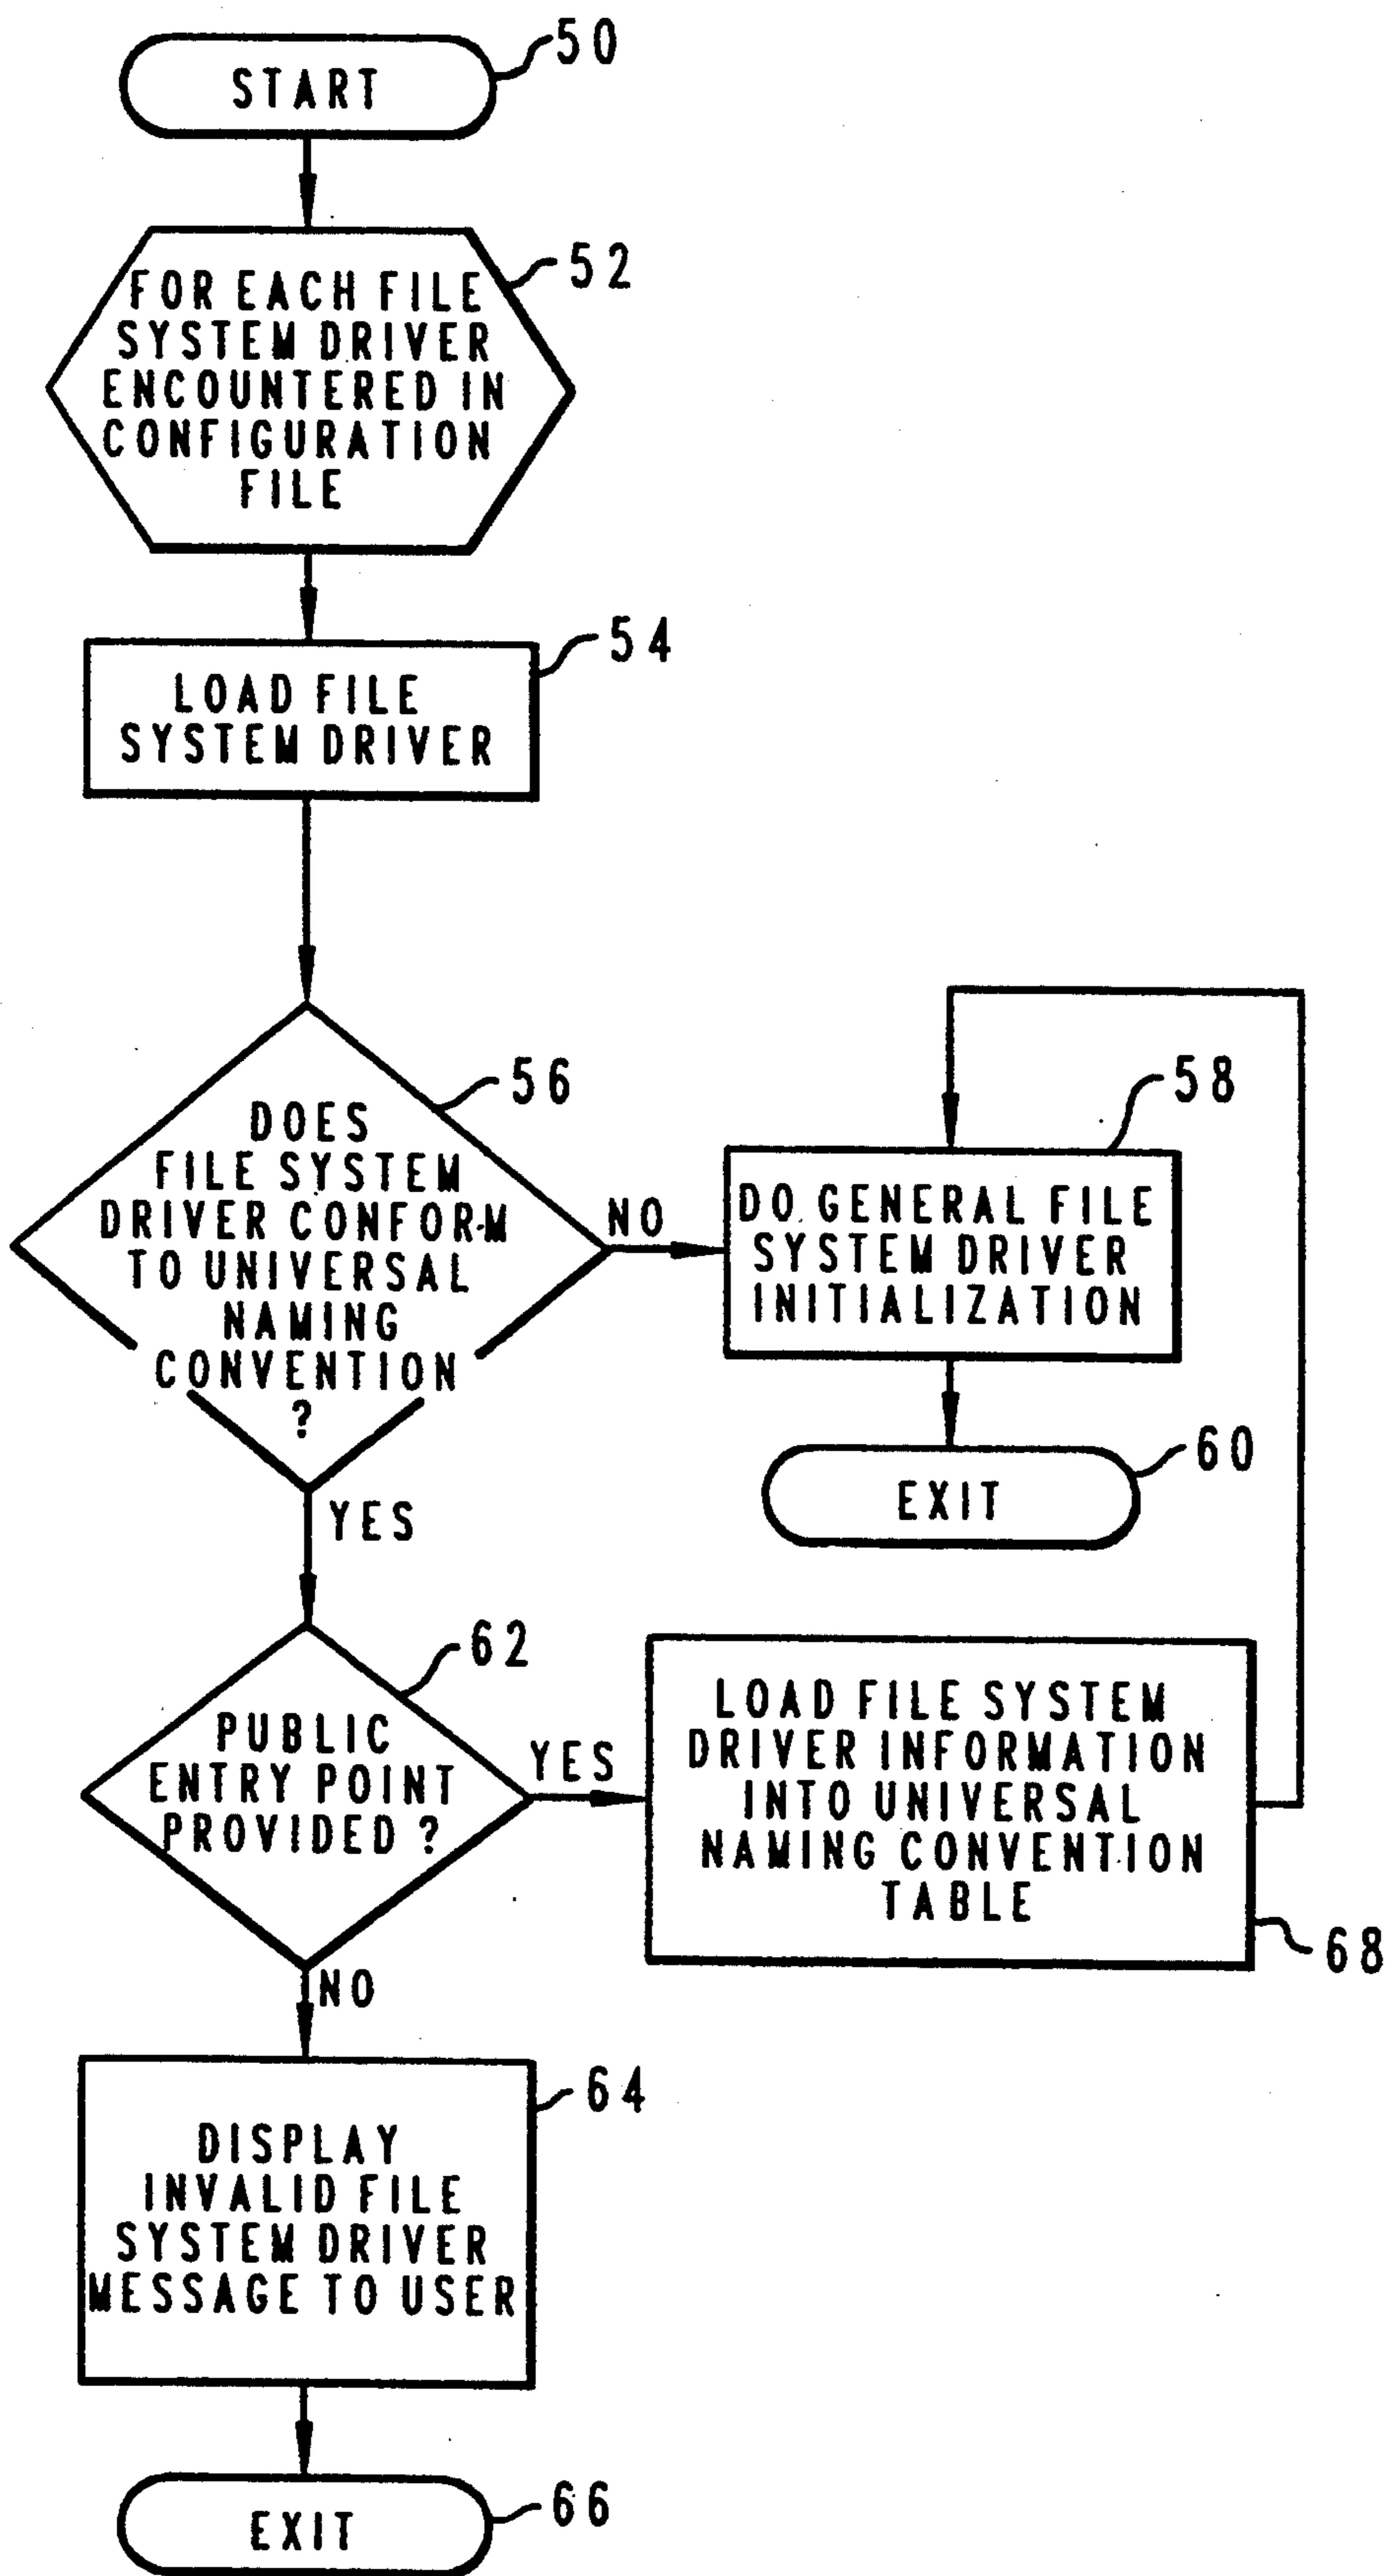 START
50
FOR EACH FILE
SYSTEM DRIVER
ENCOUNTERED IN
CONFIGURATION
FILE
52
LOAD FILE
SYSTEM DRIVER
54
DOES
FILE SYSTEM
DRIVER CONFORM
TO UNIVERSAL
NAMING
CONVENTION
?
56
NO
DO GENERAL FILE
SYSTEM DRIVER
INITIALIZATION
58
EXIT
60
YES
PUBLIC
ENTRY POINT
PROVIDED ?
62
YES
LOAD FILE SYSTEM
DRIVER INFORMATION
INTO UNIVERSAL
NAMING CONVENTION
TABLE
68
NO
DISPLAY
INVALID FILE
SYSTEM DRIVER
MESSAGE TO USER
64
EXIT
66